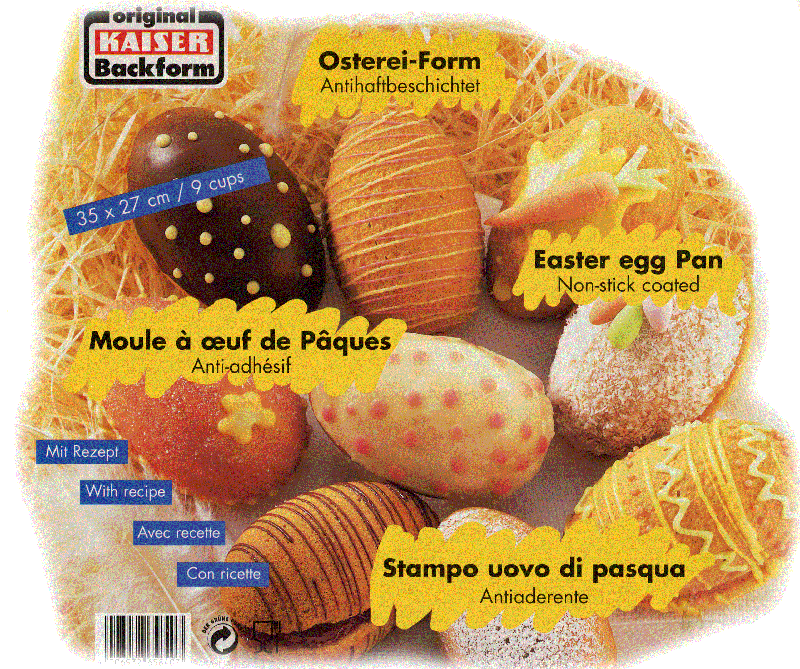 original
KAISER
Backform
Osterei-Form
Antihaftbeschichtet
35 x 27 cm / 9 cups
Easter egg Pan
Non-stick coated
Moule à œuf de Pâques
Anti-adhésif
Mit Rezept
With recipe
Avec recette
Con ricette
Stampo uovo di pasqua
Antiaderente